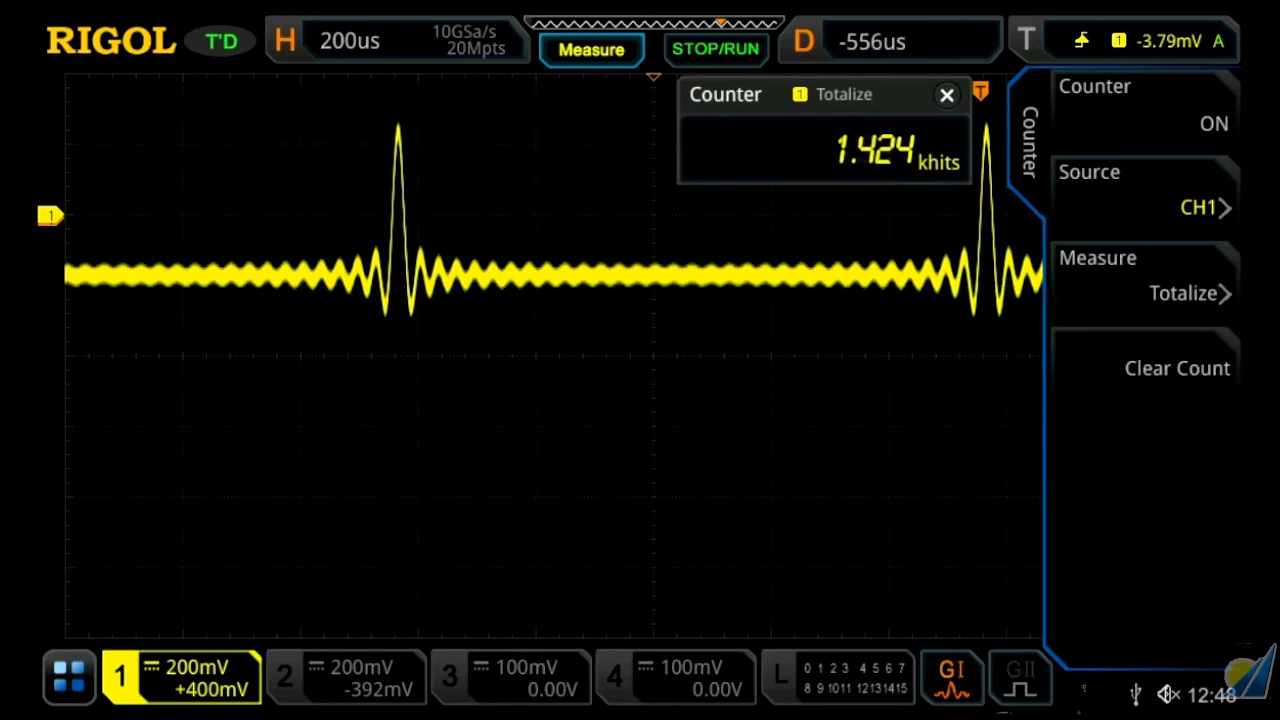 RIGOL
T'D
H
200us
10GSa/s
20Mpts
Measure
STOP/RUN
D
-556us
T
1
-3.79mV
A
Counter
1
Totalize
T
1.424
khits
1
Counter
Counter
ON
Source
CH1
Measure
Totalize
Clear Count
1
200mV
+400mV
2
200mV
-392mV
3
100mV
0.00V
4
100mV
0.00V
L
0 1 2 3 4 5 6 7
8 9 10 11 12 13 14 15
GI
GII
12:48